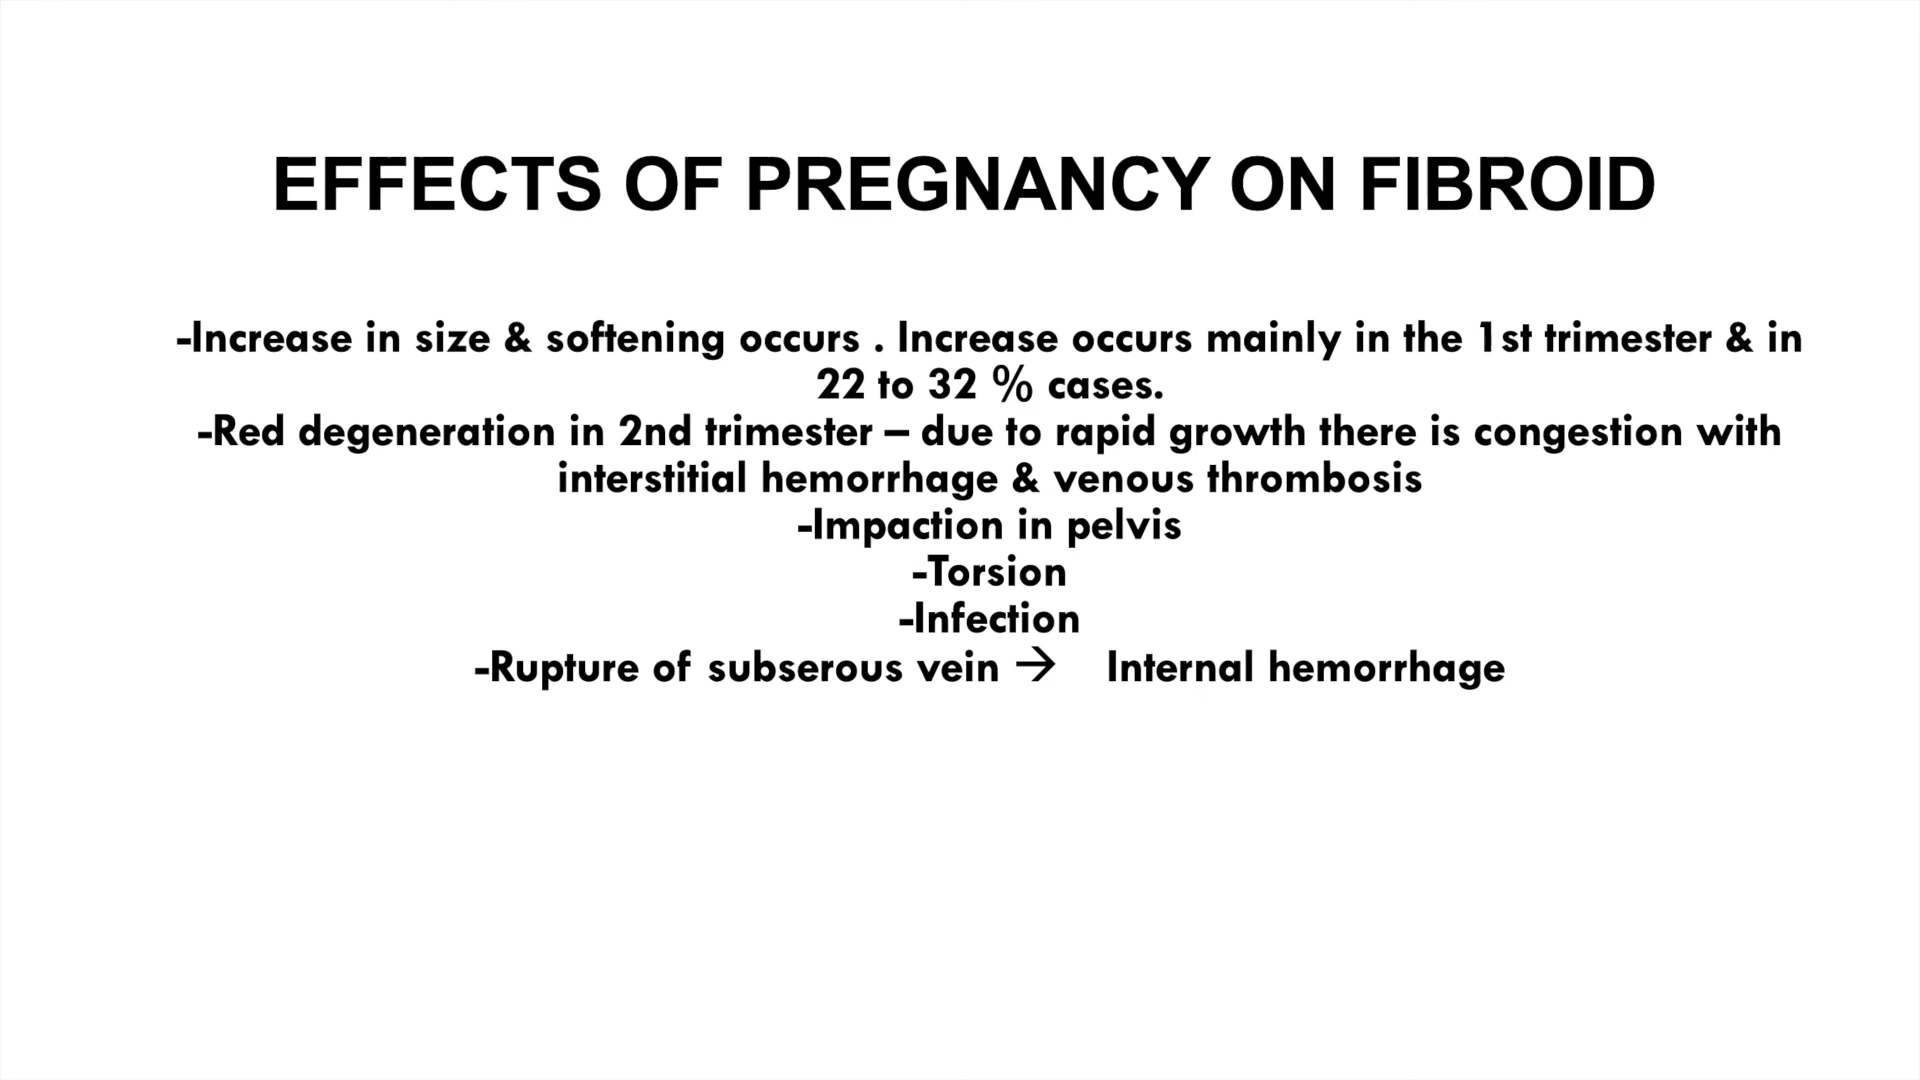 EFFECTS OF PREGNANCY ON FIBROID
-Increase in size & softening occurs . Increase occurs mainly in the 1st trimester & in
22 to 32 % cases.
-Red degeneration in 2nd trimester – due to rapid growth there is congestion with
interstitial hemorrhage & venous thrombosis
-Impaction in pelvis
-Torsion
-Infection
-Rupture of subserous vein → Internal hemorrhage